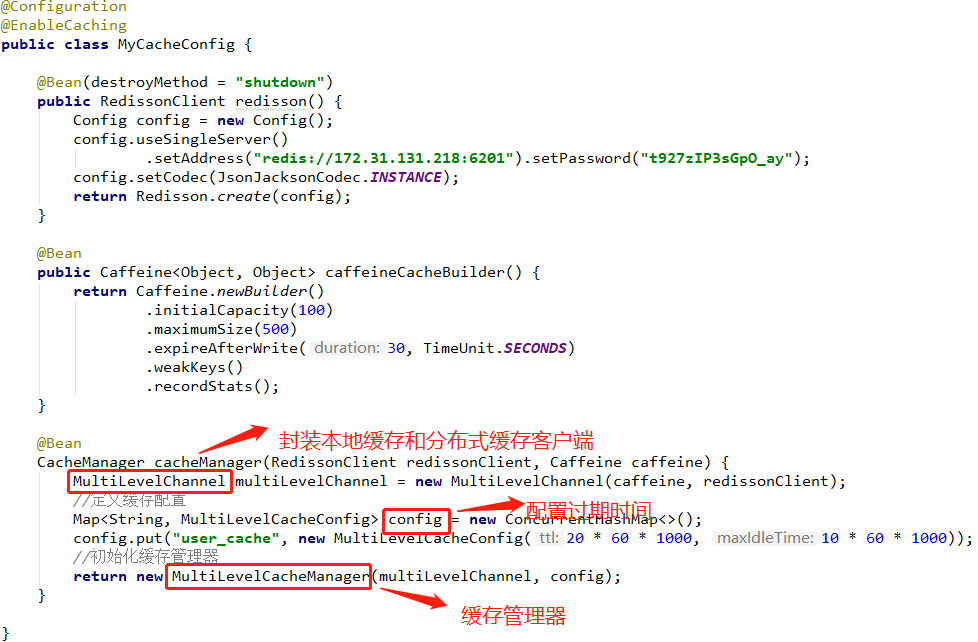 @Configuration
@EnableCaching
public class MyCacheConfig {
@Bean(destroyMethod = "shutdown")
public RedissonClient redisson() {
Config config = new Config();
config.useSingleServer()
.setAddress("redis://172.31.131.218:6201").setPassword("t927zIP3sGpO_ay");
config.setCodec(JsonJacksonCodec.INSTANCE);
return Redisson.create(config);
}
@Bean
public Caffeine<Object, Object> caffeineCacheBuilder() {
return Caffeine.newBuilder()
.initialCapacity(100)
.maximumSize(500)
.expireAfterWrite( duration: 30, TimeUnit.SECONDS)
.weakKeys()
.recordStats();
}
@Bean
封装本地缓存和分布式缓存客户端
CacheManager cacheManager(RedissonClient redissonClient, Caffeine caffeine) {
MultiLevelChannel multiLevelChannel = new MultiLevelChannel(caffeine, redissonClient);
//定义缓存配置
配置过期时间
Map<String, MultiLevelCacheConfig> config = new ConcurrentHashMap<>();
config.put("user_cache", new MultiLevelCacheConfig( ttl: 20 * 60 * 1000, maxIdleTime: 10 * 60 * 1000));
//初始化缓存管理器
return new MultiLevelCacheManager(multiLevelChannel, config);
}
缓存管理器
}